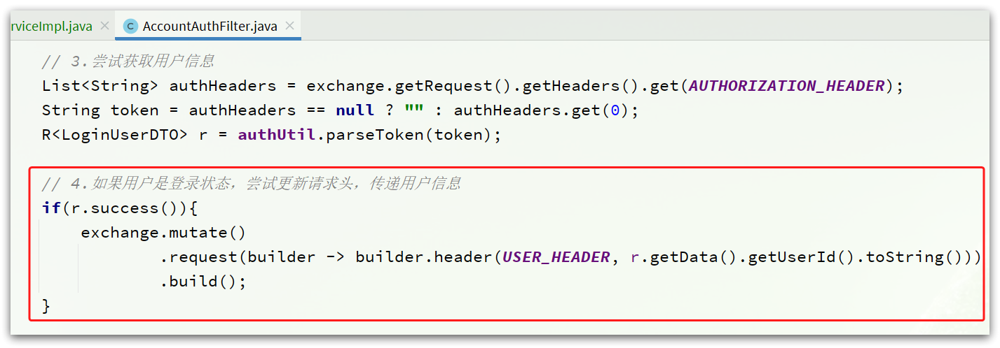 rviceImpl.java × C AccountAuthFilter.java ×
// 3.尝试获取用户信息
List<String> authHeaders = exchange.getRequest().getHeaders().get(AUTHORIZATION_HEADER);
String token = authHeaders == null ? "" : authHeaders.get(0);
R<LoginUserDTO> r = authUtil.parseToken(token);
// 4.如果用户是登录状态，尝试更新请求头，传递用户信息
if(r.success()){
exchange.mutate()
.request(builder -> builder.header(USER_HEADER, r.getData().getUserId().toString()))
.build();
}